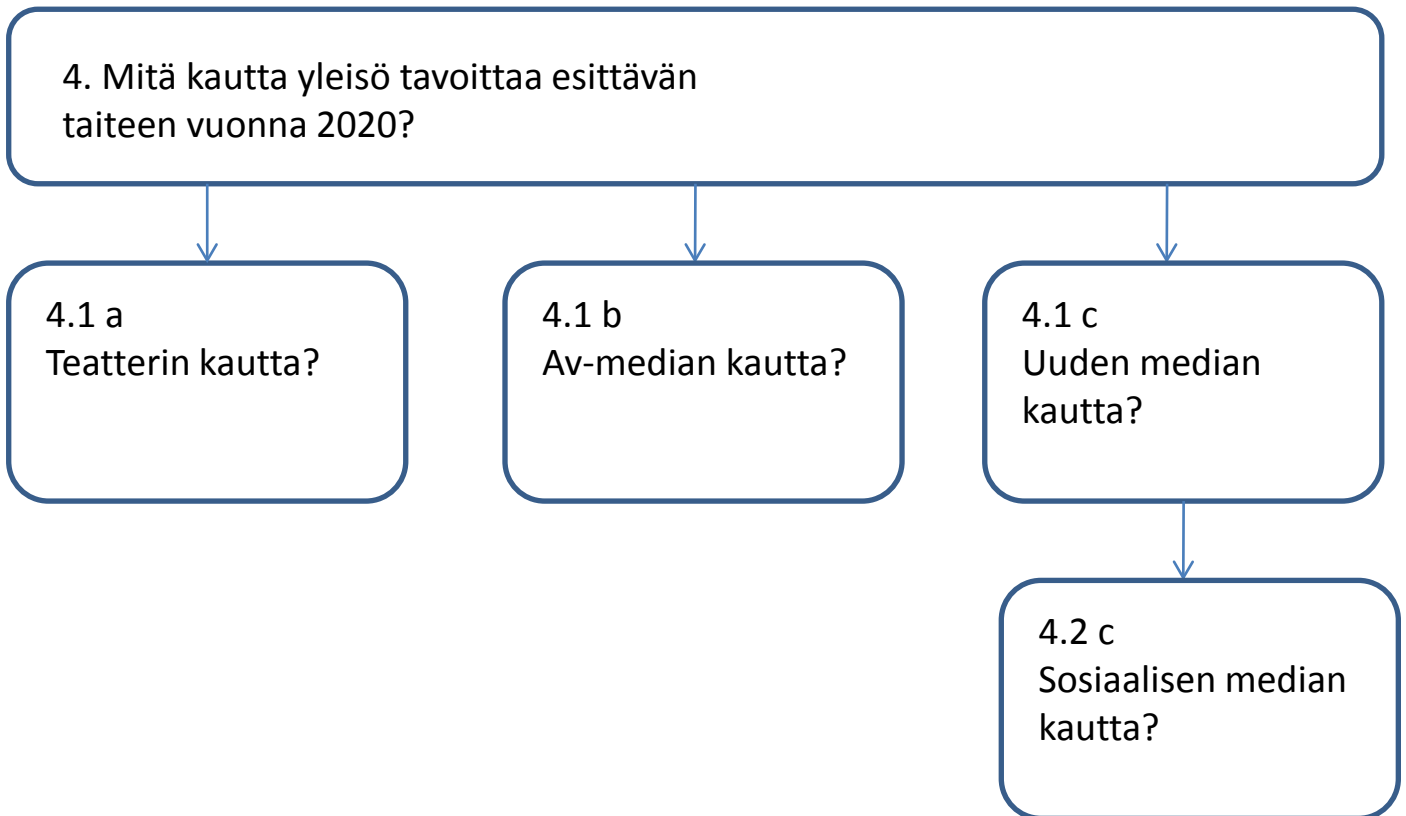 4. Mitä kautta yleisö tavoittaa esittävän
taiteen vuonna 2020?
4.1 a
Teatterin kautta?
4.1 b
Av-median kautta?
4.1 c
Uuden median
kautta?
4.2 c
Sosiaalisen median
kautta?